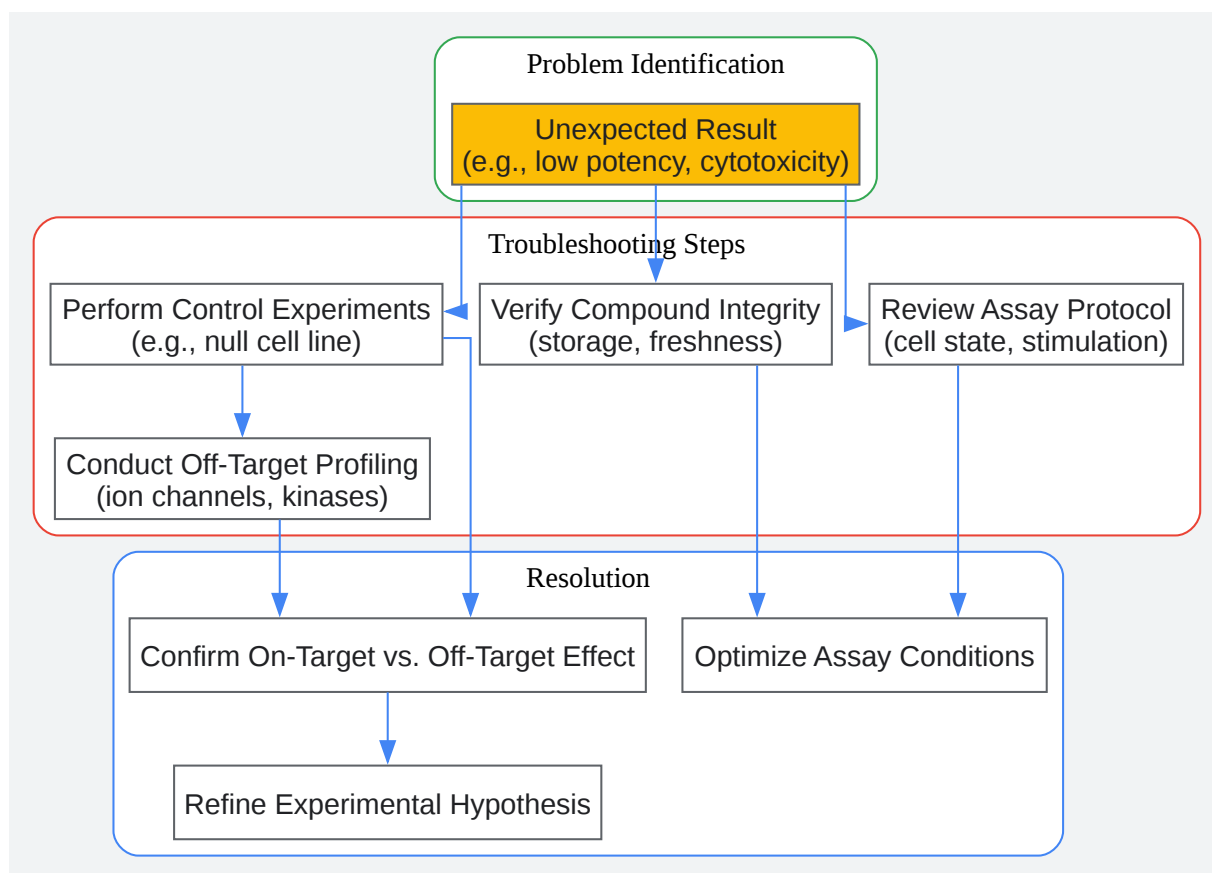 Problem Identification
Unexpected Result
(e.g., low potency, cytotoxicity)
Troubleshooting Steps
Perform Control Experiments
(e.g., null cell line)
Verify Compound Integrity
(storage, freshness)
Review Assay Protocol
(cell state, stimulation)
Conduct Off-Target Profiling
(ion channels, kinases)
Resolution
Confirm On-Target vs. Off-Target Effect
Optimize Assay Conditions
Refine Experimental Hypothesis